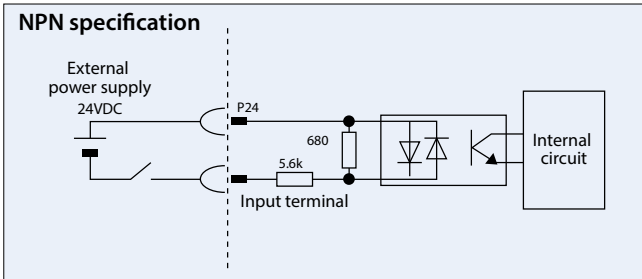 NPN specification
External
power supply
24VDC
P24
680
5.6k
Input terminal
Internal
circuit